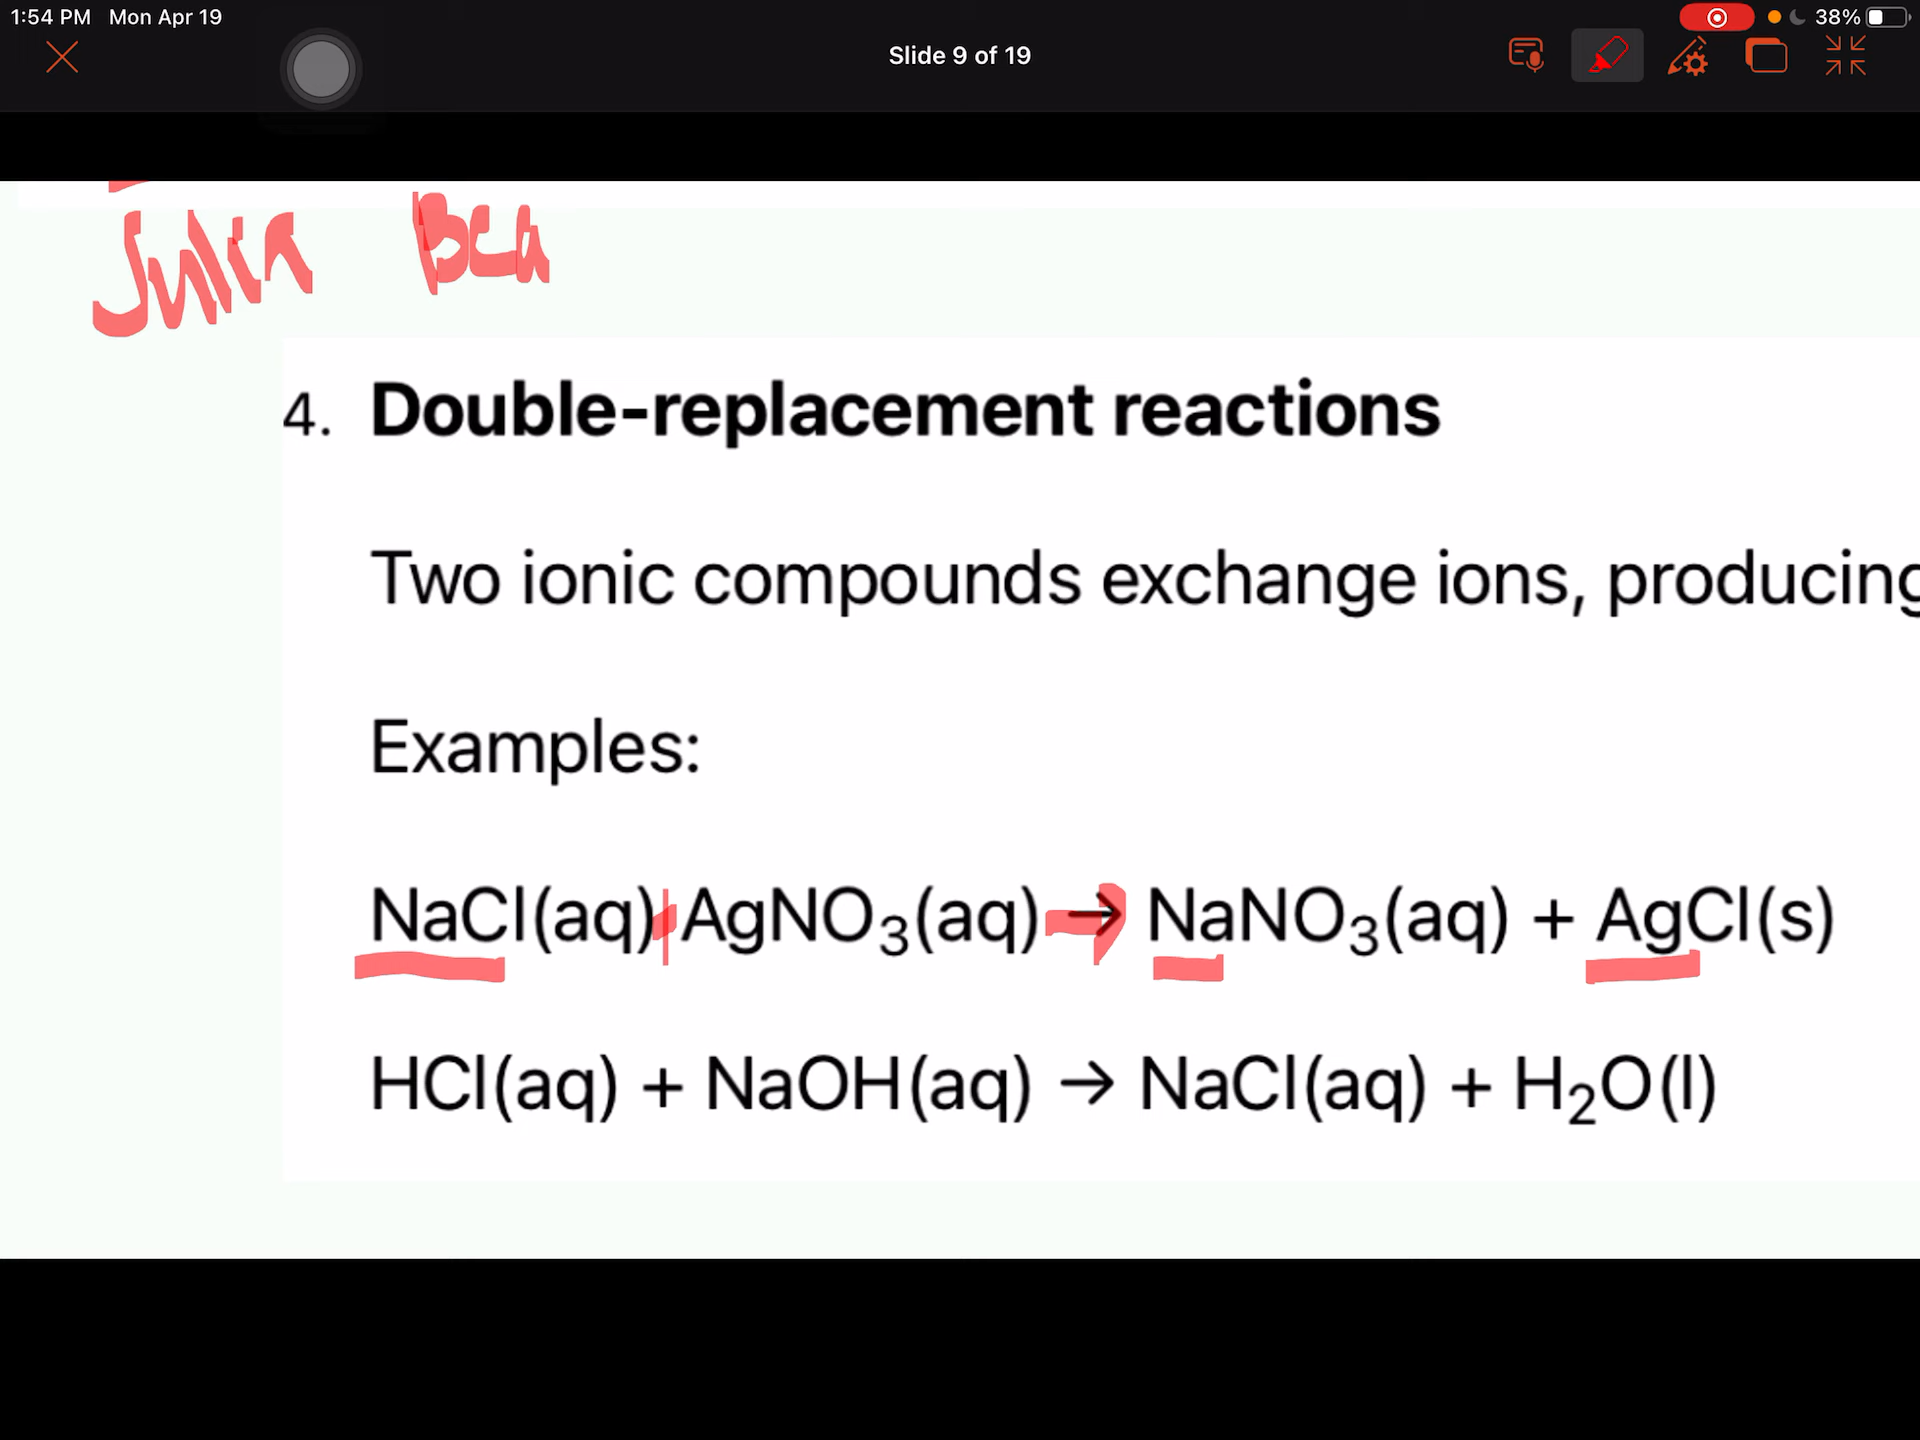 1:54 PM Mon Apr 19
38%
Slide 9 of 19
Julia Bea
4. Double-replacement reactions
Two ionic compounds exchange ions, producing
Examples:
NaCl(aq)+AgNO₃(aq) → NaNO₃(aq) + AgCl(s)
HCl(aq) + NaOH(aq) → NaCl(aq) + H₂O(l)